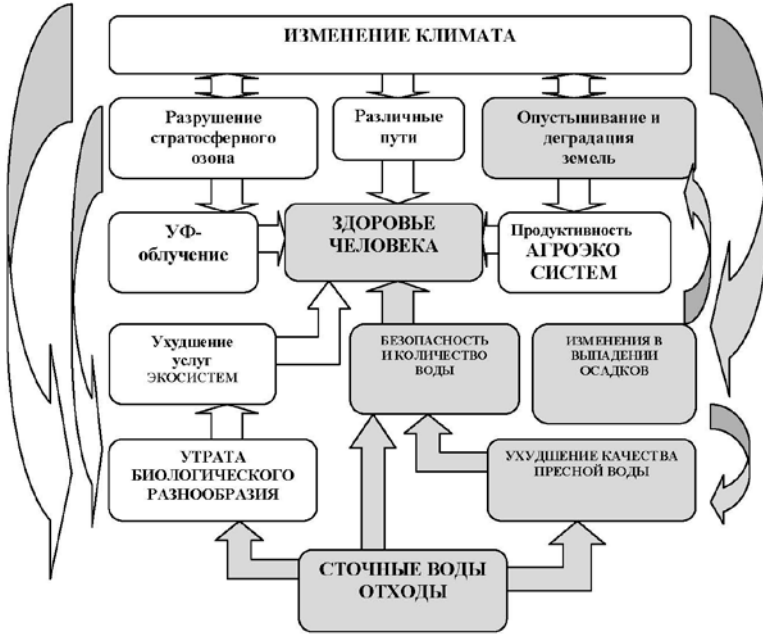 ИЗМЕНЕНИЕ КЛИМАТА
Разрушение
стратосферного
озона
Различные
пути
Опустынивание и
деградация
земель
УФ-
облучение
ЗДОРОВЬЕ
ЧЕЛОВЕКА
Продуктивность
АГРОЭКО
СИСТЕМ
Ухудшение
услуг
ЭКОСИСТЕМ
БЕЗОПАСНОСТЬ
И КОЛИЧЕСТВО
ВОДЫ
ИЗМЕНЕНИЯ В
ВЫПАДЕНИИ
ОСАДКОВ
УТРАТА
БИОЛОГИЧЕСКОГО
РАЗНООБРАЗИЯ
УХУДШЕНИЕ КАЧЕСТВА
ПРЕСНОЙ ВОДЫ
СТОЧНЫЕ ВОДЫ
ОТХОДЫ